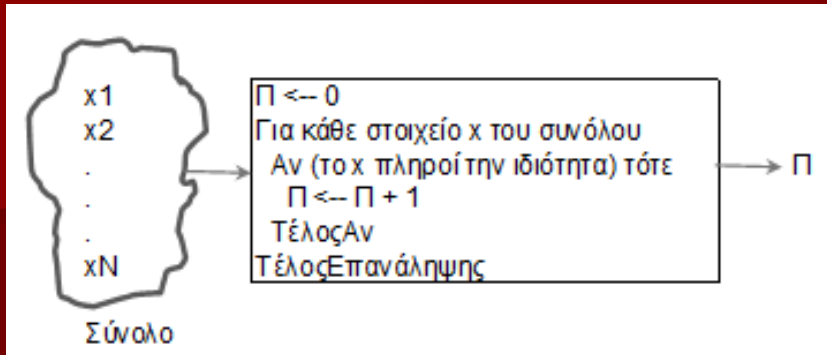 x1
x2
.
.
.
xN
Σύνολο
Π <-- 0
Για κάθε στοιχείο x του συνόλου
Αν (το x πληροί την ιδιότητα) τότε
Π <-- Π + 1
ΤέλοςΑν
ΤέλοςΕπανάληψης
Π